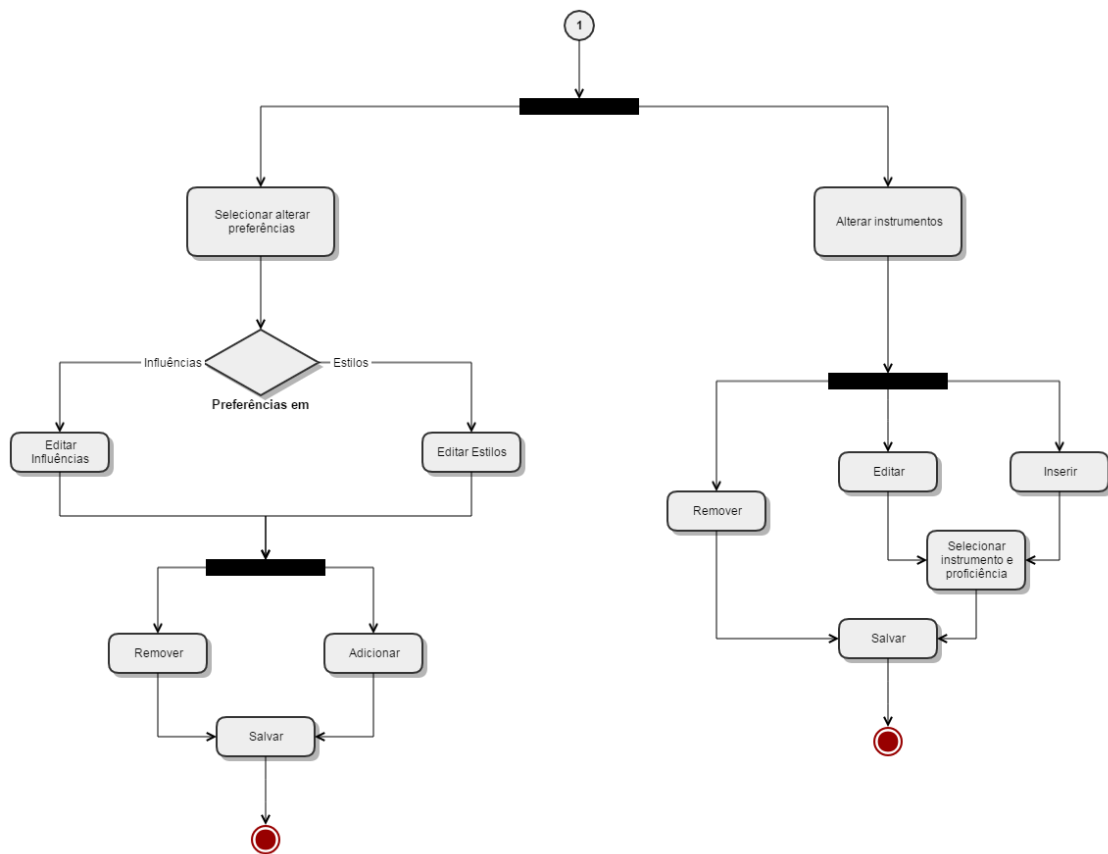 1
Selecionar alterar
preferências
Alterar instrumentos
Influências
Estilos
Preferências em
Editar
Influências
Editar Estilos
Editar
Inserir
Remover
Selecionar
instrumento e
proficiência
Remover
Adicionar
Salvar
Salvar